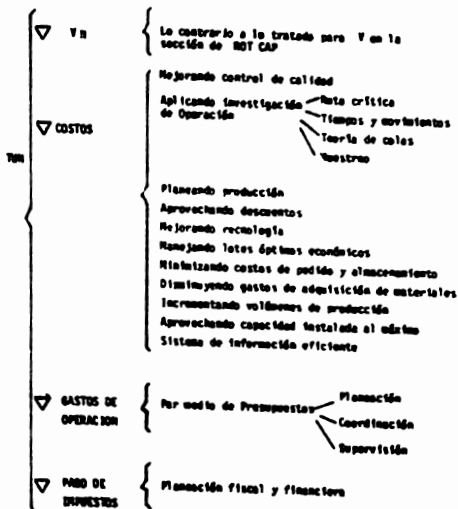 ▽ V n
Lo contrario a lo tratado para V en la
sección de ROT CAP
Mejorando control de calidad
Aplicando investigación
de Operación
Ruta crítica
Tiempos y movimientos
Teoría de colas
Muestreo
▽ COSTOS
Planeando producción
Aprovechando descuentos
Mejorando tecnología
Manejando lotes óptimos económicos
Minimizando costos de pedido y almacenamiento
Disminuyendo gastos de adquisición de materiales
Incrementando volúmenes de producción
Aprovechando capacidad instalada al máximo
Sistema de información eficiente
▽ GASTOS DE
OPERACION
Por medio de Presupuestos
Planeación
Coordinación
Supervisión
▽ PAGO DE
IMPUESTOS
Planeación fiscal y financiera